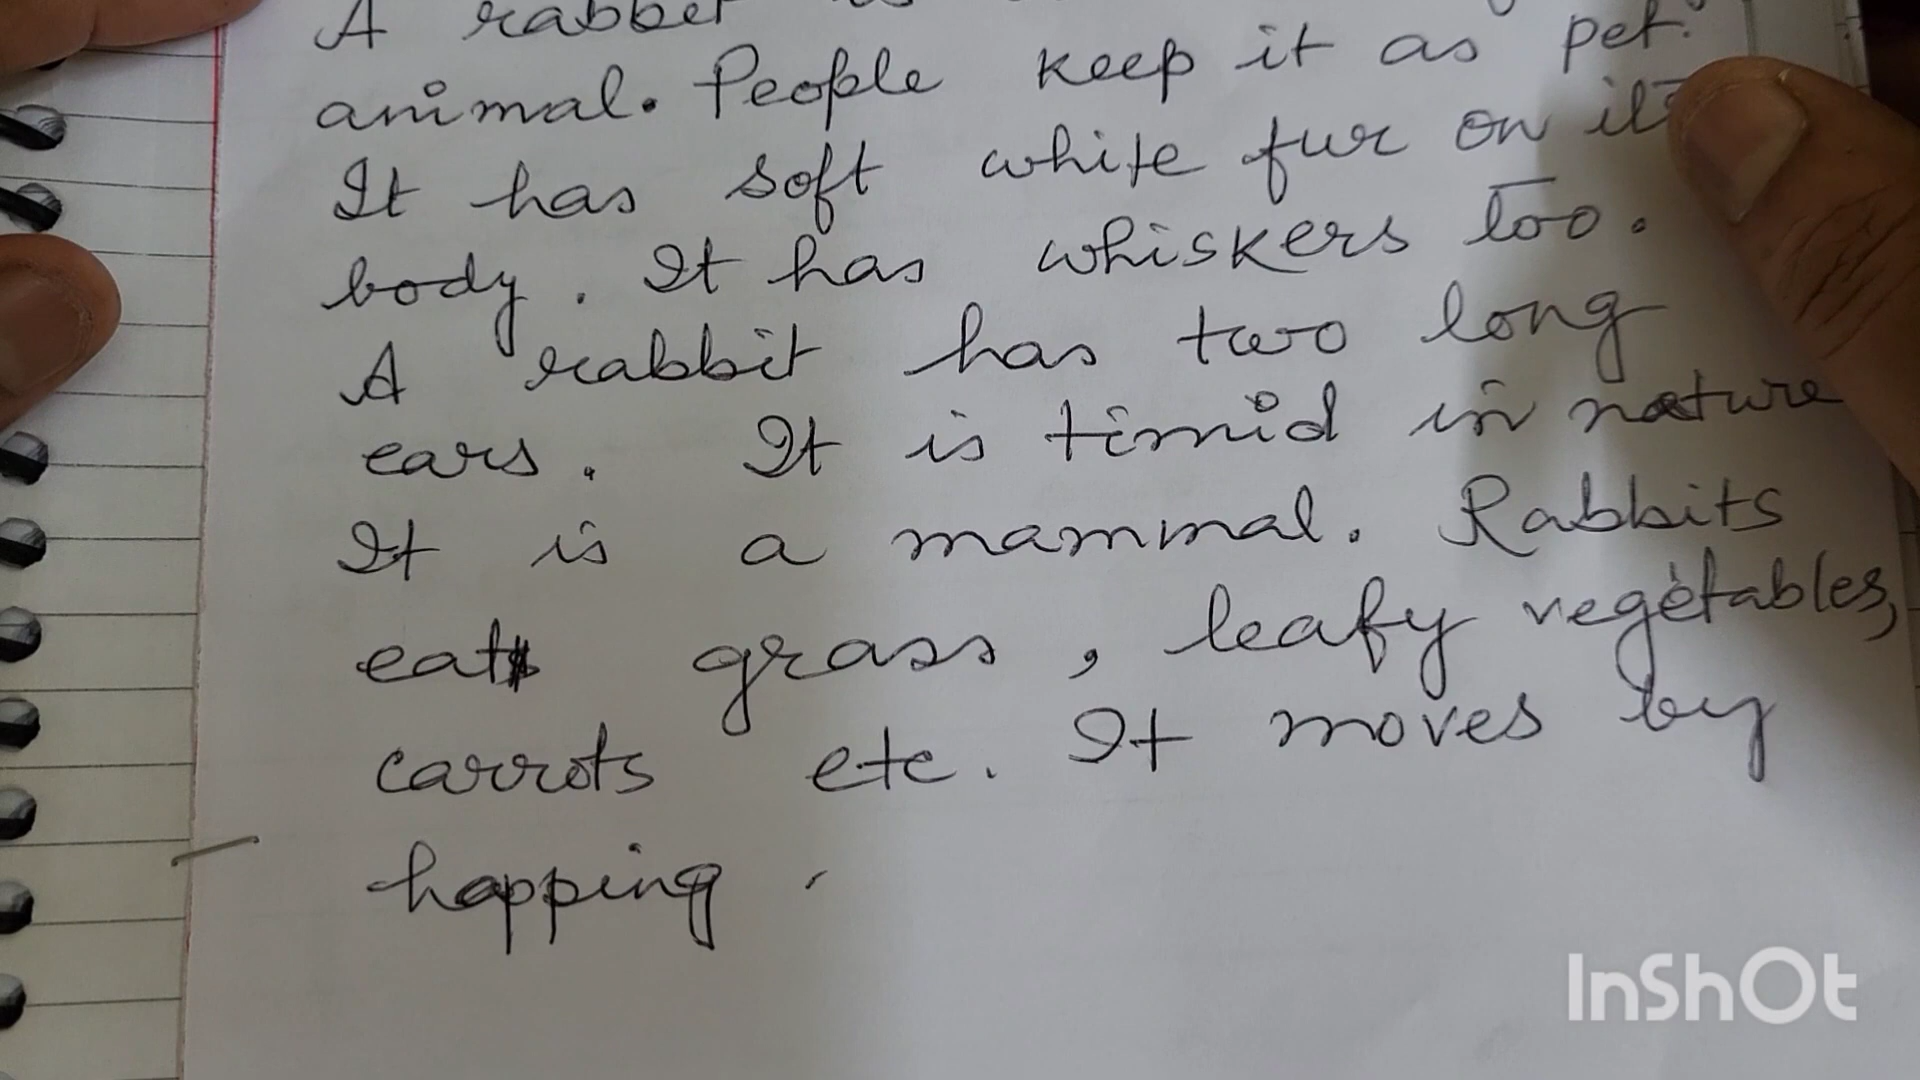 A rabbit is
animal. People keep it as pet.
It has soft white fur on its
body. It has whiskers too.
A rabbit has two long
ears. It is timid in nature
It is a mammal. Rabbits
eat grass, leafy vegetables,
carrots etc. It moves by
hopping.
InShOt